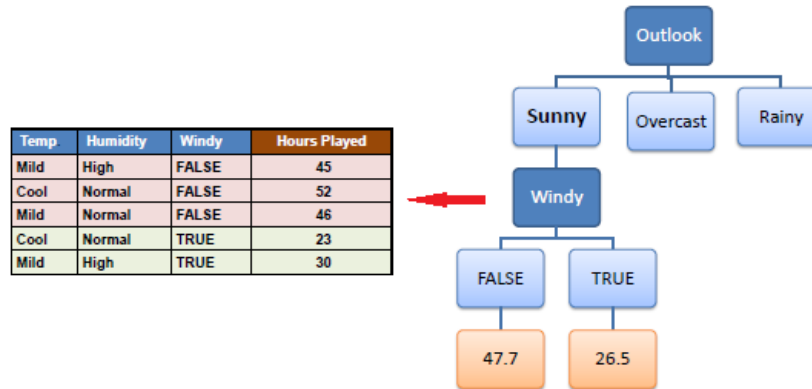 Outlook
Sunny Overcast Rainy
Temp. Humidity Windy Hours Played
Mild High FALSE 45
Cool Normal FALSE 52
Mild Normal FALSE 46
Cool Normal TRUE 23
Mild High TRUE 30
Windy
FALSE TRUE
47.7 26.5